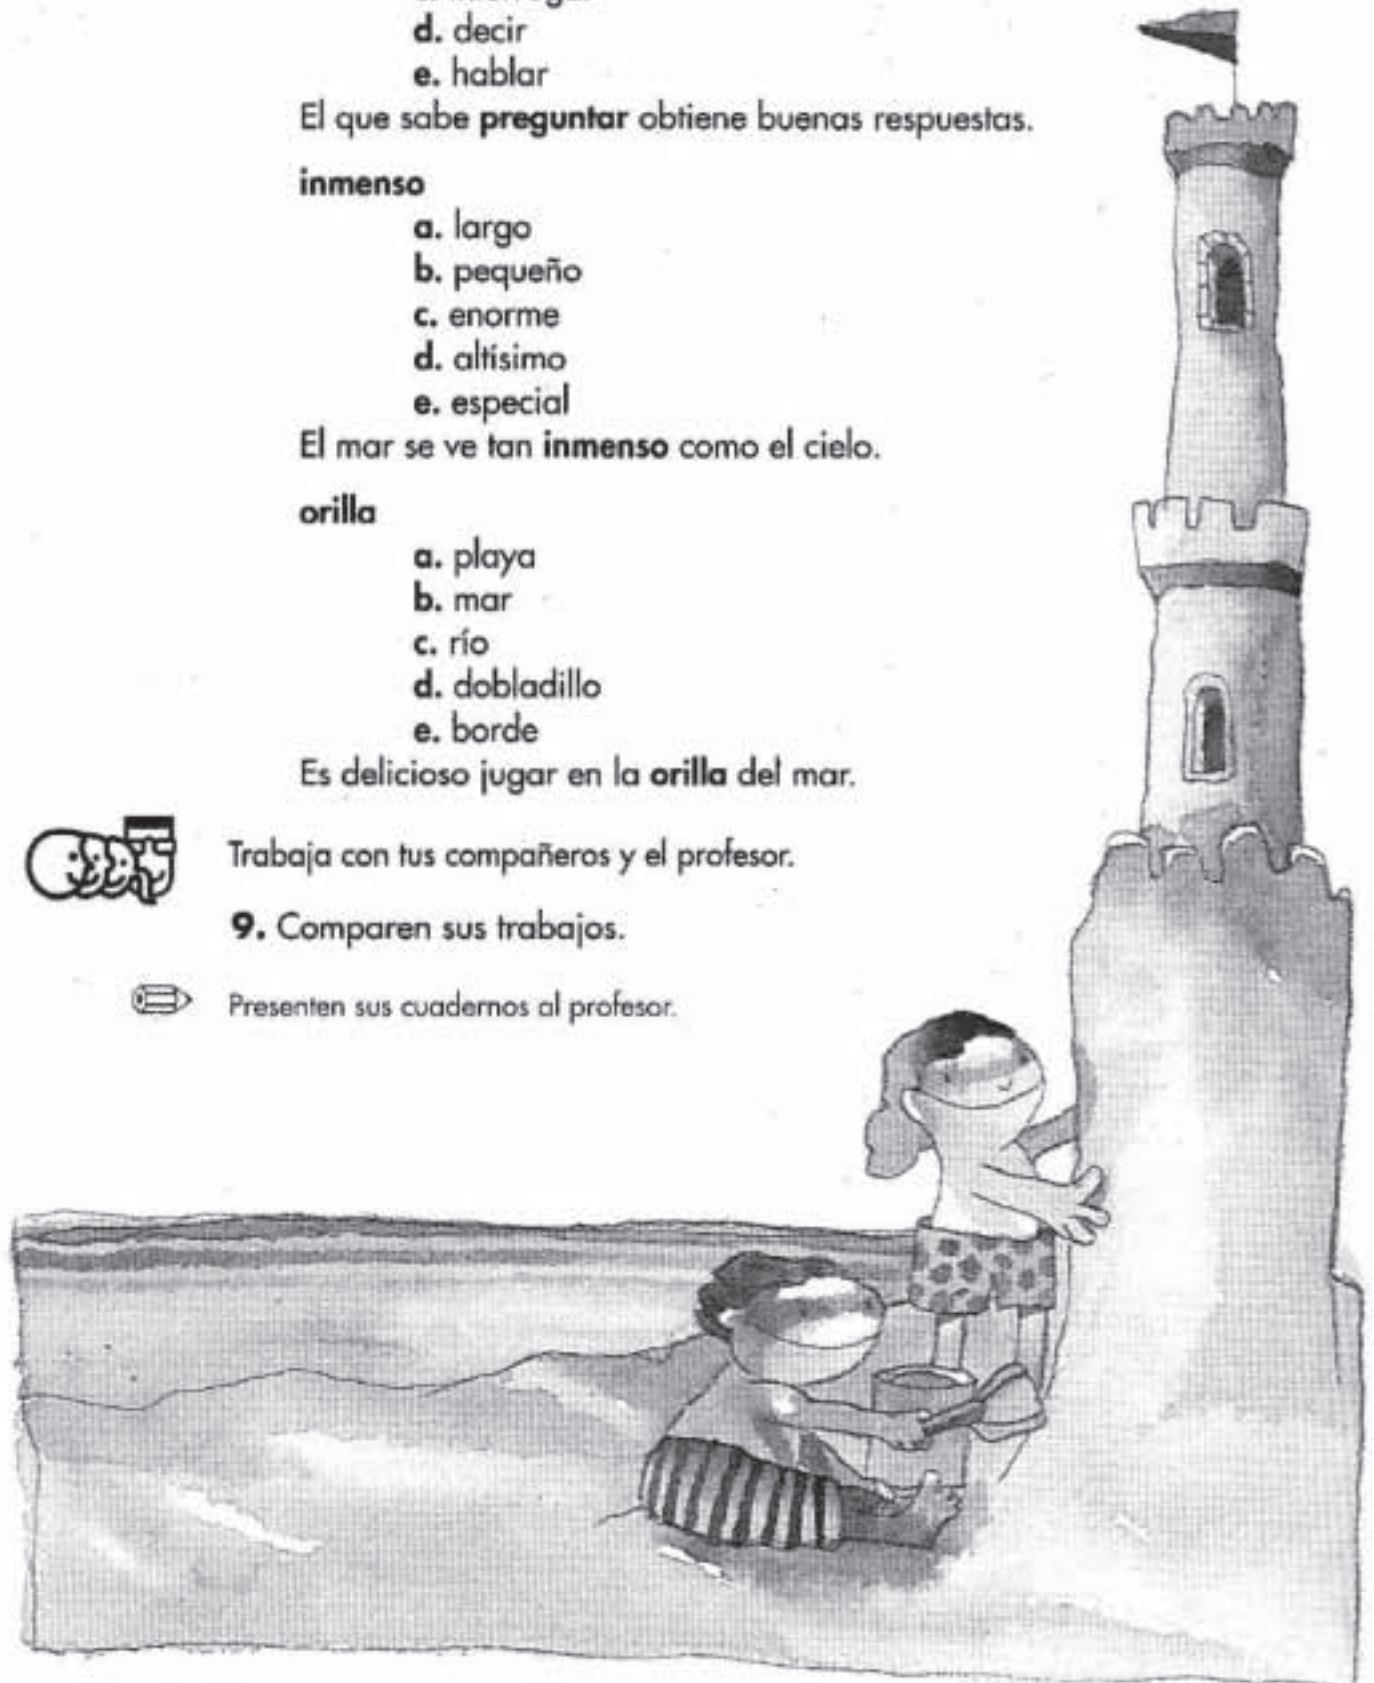 d. decir
e. hablar
El que sabe preguntar obtiene buenas respuestas.
inmenso
a. largo
b. pequeño
c. enorme
d. altísimo
e. especial
El mar se ve tan inmenso como el cielo.
orilla
a. playa
b. mar
c. río
d. dobladillo
e. borde
Es delicioso jugar en la orilla del mar.
Trabaja con tus compañeros y el profesor.
9. Comparen sus trabajos.
Presenten sus cuadernos al profesor.